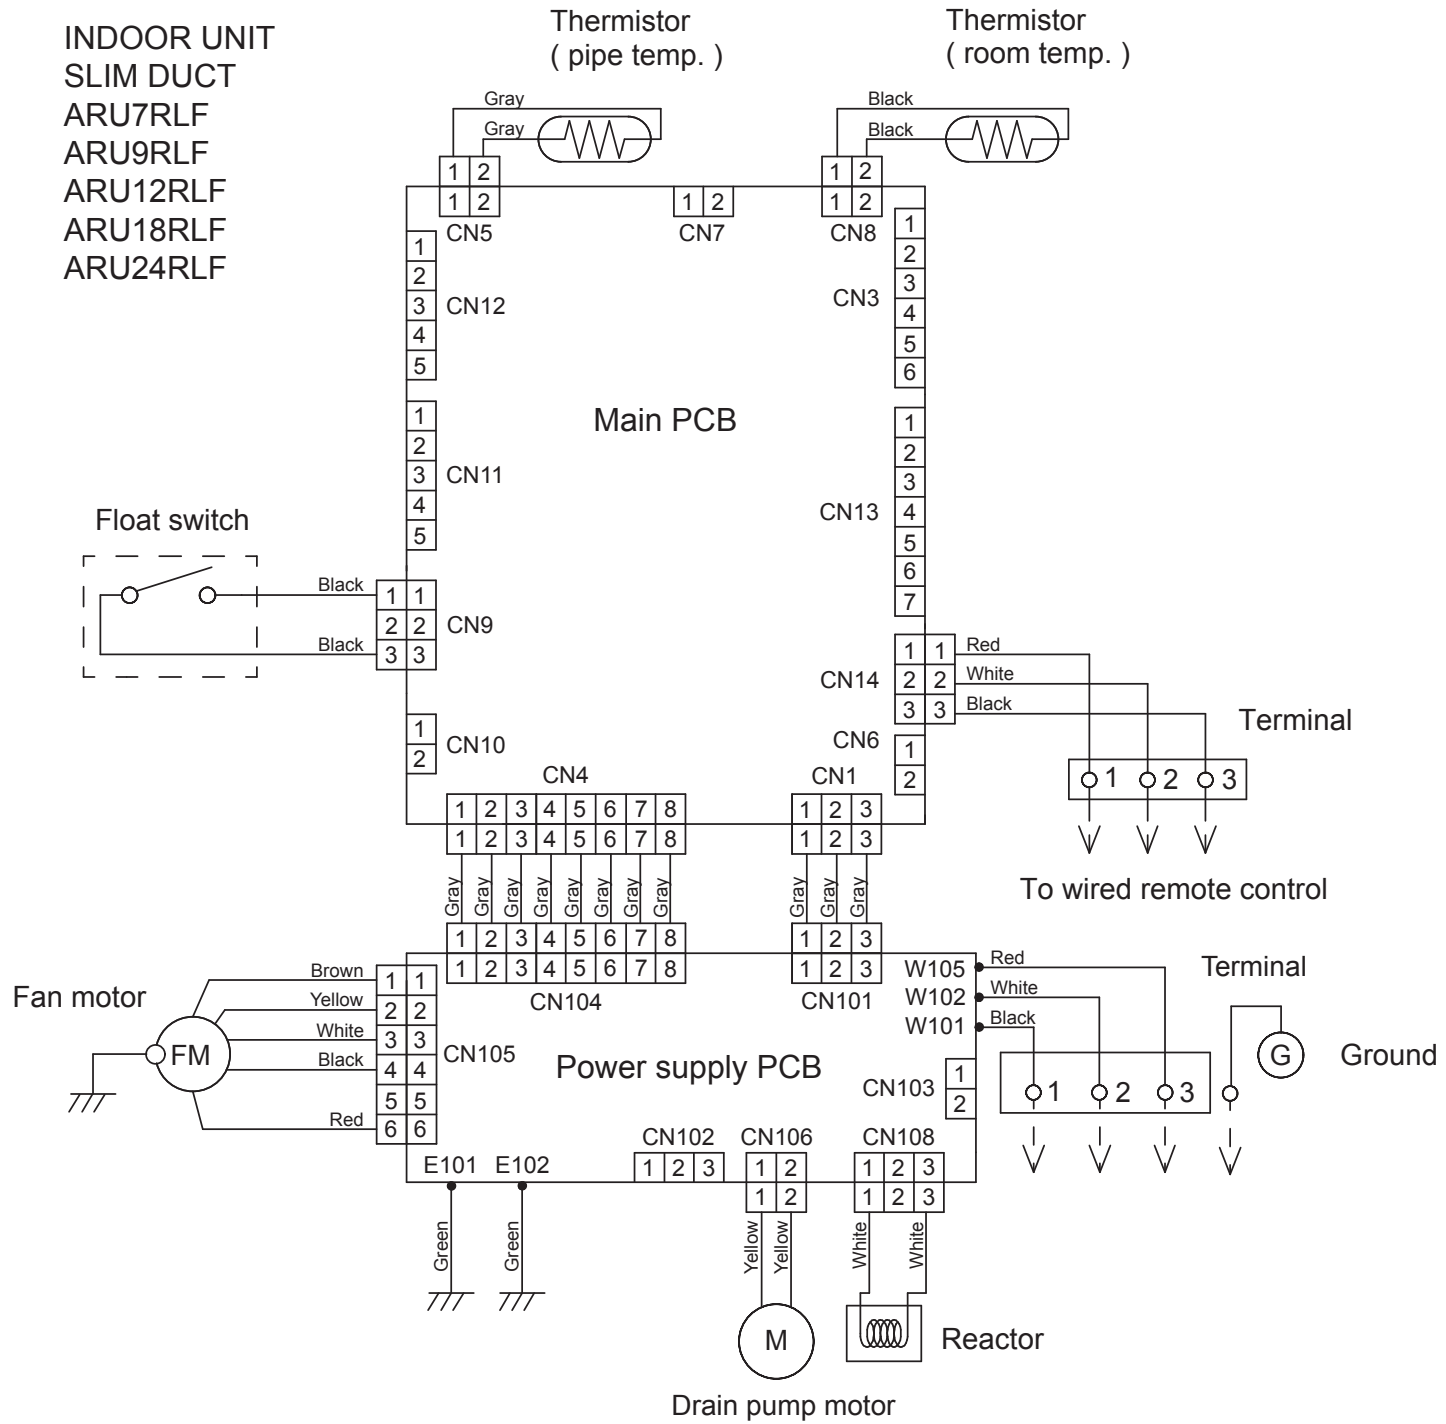 INDOOR UNIT
SLIM DUCT
ARU7RLF
ARU9RLF
ARU12RLF
ARU18RLF
ARU24RLF
Thermistor
( pipe temp. )
Thermistor
( room temp. )
Gray
Gray
Black
Black
1 2
1 2
CN5
1 2
CN7
1 2
1 2
CN8
1
2
3
4
5
CN12
1
2
3
4
5
6
CN3
Main PCB
1
2
3
4
5
CN11
1
2
3
4
5
6
7
CN13
Float switch
Black
Black
1 1
2 2
3 3
CN9
CN14
1 1
2 2
3 3
Red
White
Black
Terminal
1 2 3
To wired remote control
1
2
CN10
CN6
1
2
CN4
1 2 3 4 5 6 7 8
1 2 3 4 5 6 7 8
CN1
1 2 3
1 2 3
Gray Gray Gray Gray Gray Gray Gray Gray
Gray Gray Gray
1 2 3 4 5 6 7 8
1 2 3 4 5 6 7 8
CN104
1 2 3
1 2 3
CN101
Fan motor
FM
Brown
Yellow
White
Black
Red
1 1
2 2
3 3
4 4
5 5
6 6
CN105
Power supply PCB
W105
W102
W101
Red
White
Black
Terminal
1 2 3
G
Ground
CN103
1
2
E101 E102
Green
Green
CN102
1 2 3
CN106
1 2
1 2
Yellow
Yellow
M
Drain pump motor
CN108
1 2 3
1 2 3
White
White
Reactor